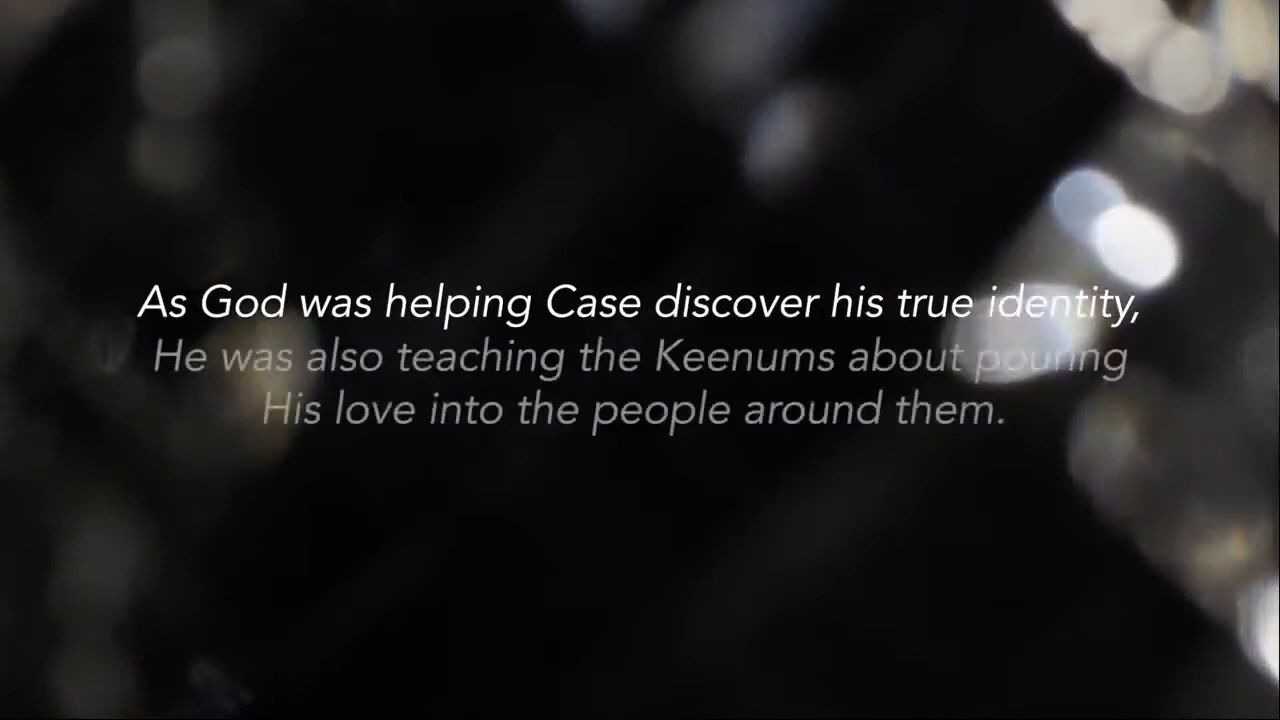 As God was helping Case discover his true identity,
He was also teaching the Keenums about pouring
His love into the people around them.